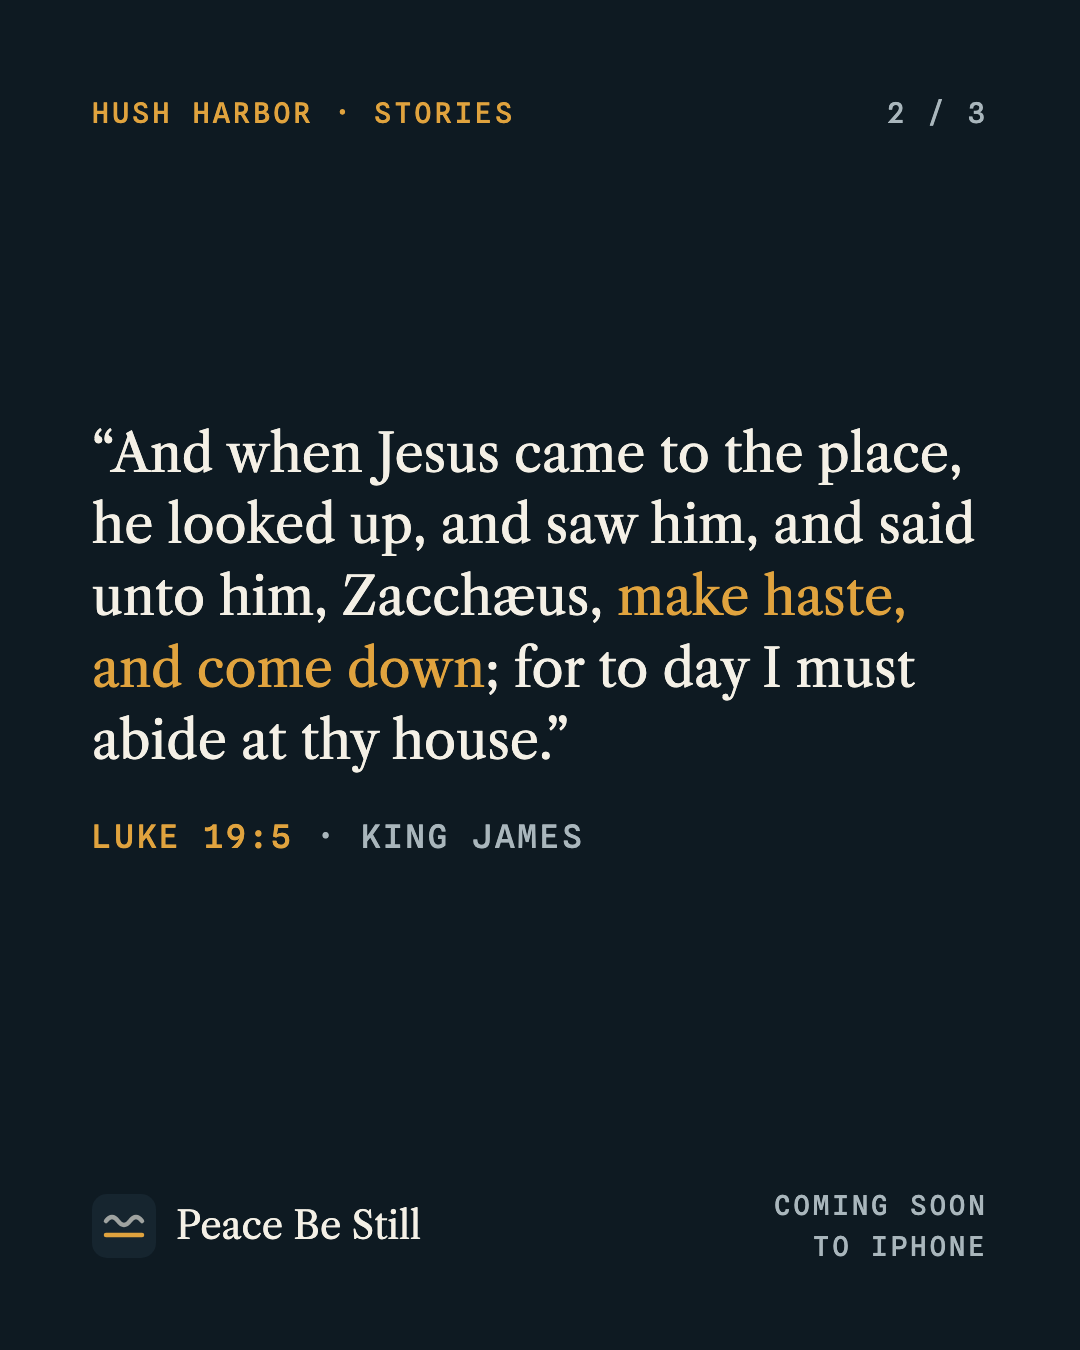 HUSH HARBOR · STORIES
2 / 3
“And when Jesus came to the place,
he looked up, and saw him, and said
unto him, Zacchæus, make haste,
and come down; for to day I must
abide at thy house.”
LUKE 19:5 · KING JAMES
Peace Be Still
COMING SOON
TO IPHONE